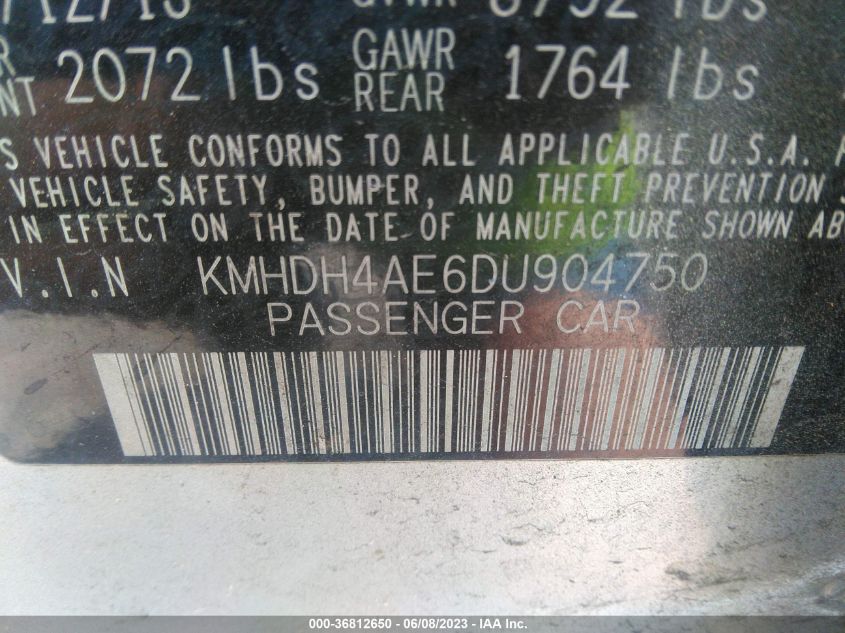 GAWR
2072 lbs REAR 1764 lbs
VEHICLE CONFORMS TO ALL APPLICABLE U.S.A.
VEHICLE SAFETY, BUMPER, AND THEFT PREVENTION
IN EFFECT ON THE DATE OF MANUFACTURE SHOWN AB
V.I.N KMHDH4AE6DU904750
PASSENGER CAR
000-36812650 - 06/08/2023 - IAA Inc.